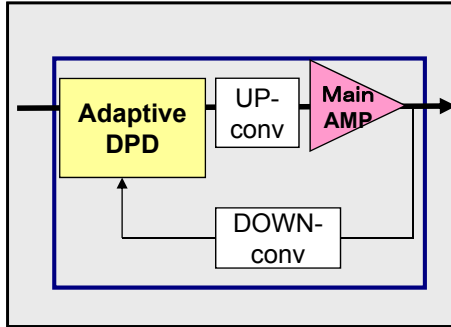 Adaptive
DPD
UP-
conv
Main
AMP
DOWN-
conv